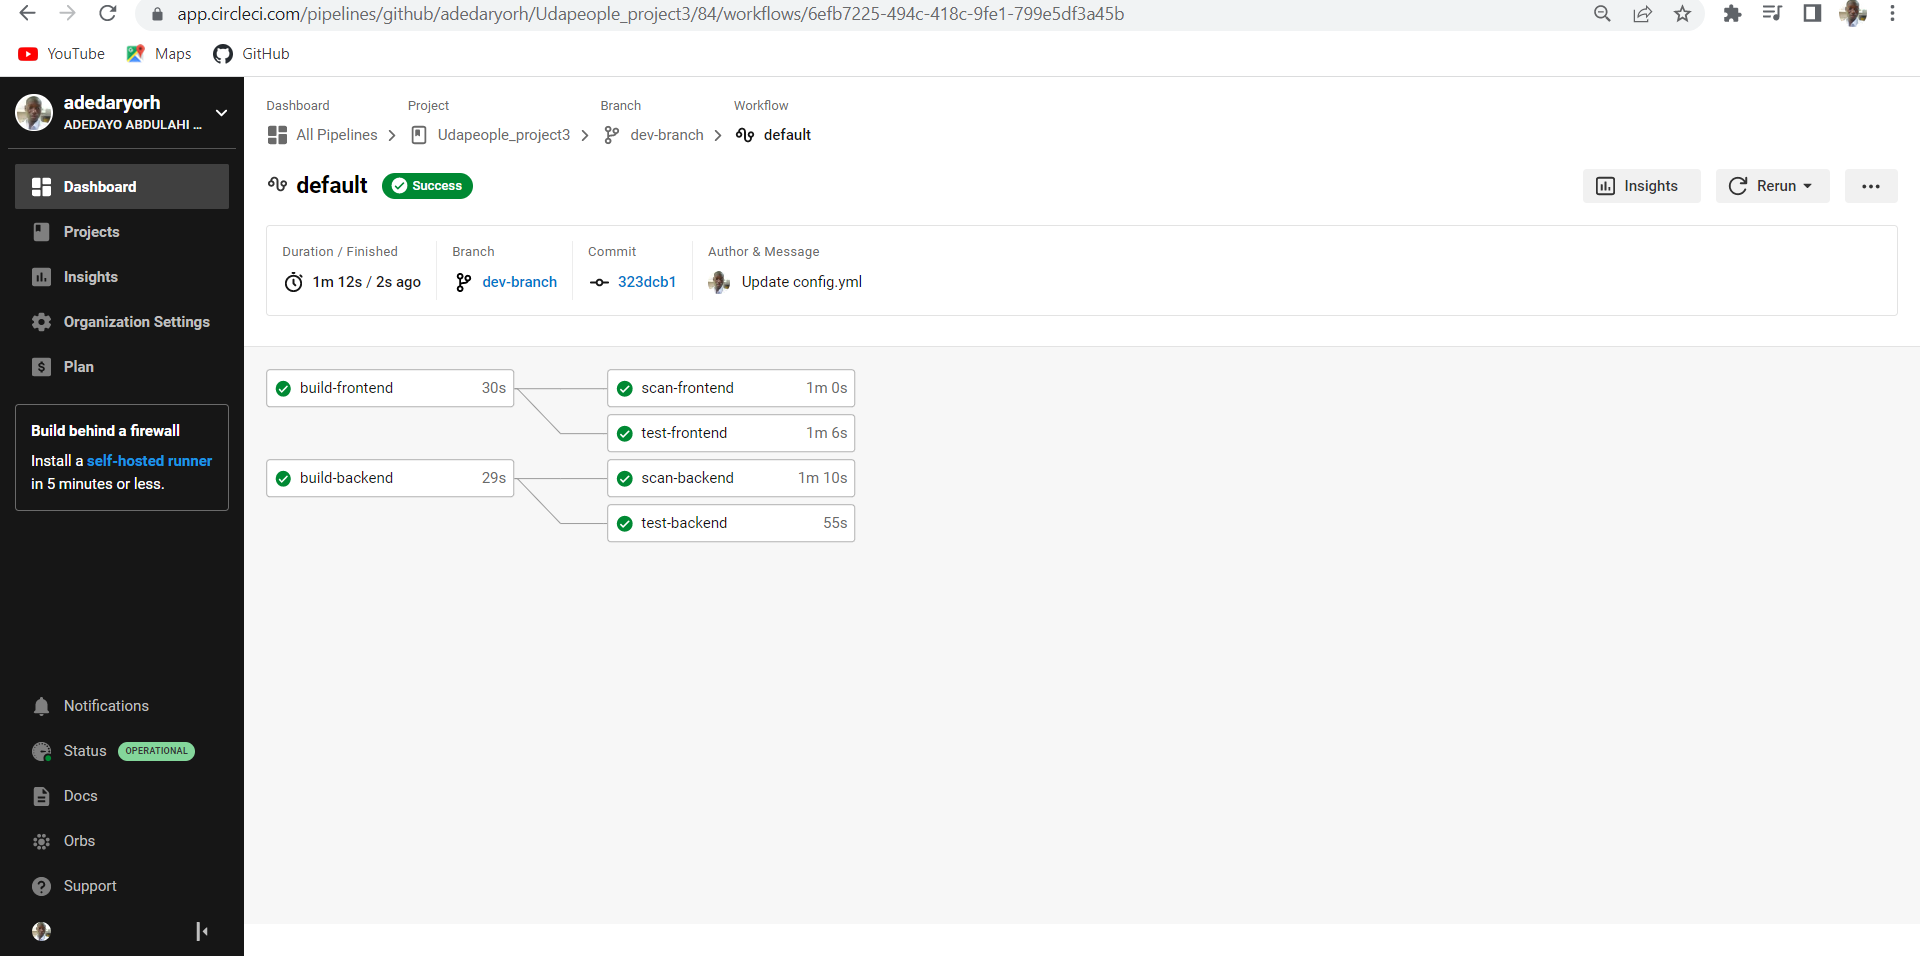 app.circleci.com/pipelines/github/adedaryorh/Udapeople_project3/84/workflows/6efb7225-494c-418c-9fe1-799e5df3a45b
YouTube Maps GitHub
adedaryorh
ADEDAYO ABDULAHI ...
Dashboard
Projects
Insights
Organization Settings
Plan
Build behind a firewall
Install a self-hosted runner
in 5 minutes or less.
Notifications
Status OPERATIONAL
Docs
Orbs
Support
Dashboard Project Branch Workflow
All Pipelines Udapeople_project3 dev-branch default
default Success Insights Rerun
Duration / Finished Branch Commit Author & Message
1m 12s / 2s ago dev-branch 323dcb1 Update config.yml
build-frontend 30s scan-frontend 1m 0s
test-frontend 1m 6s
build-backend 29s scan-backend 1m 10s
test-backend 55s